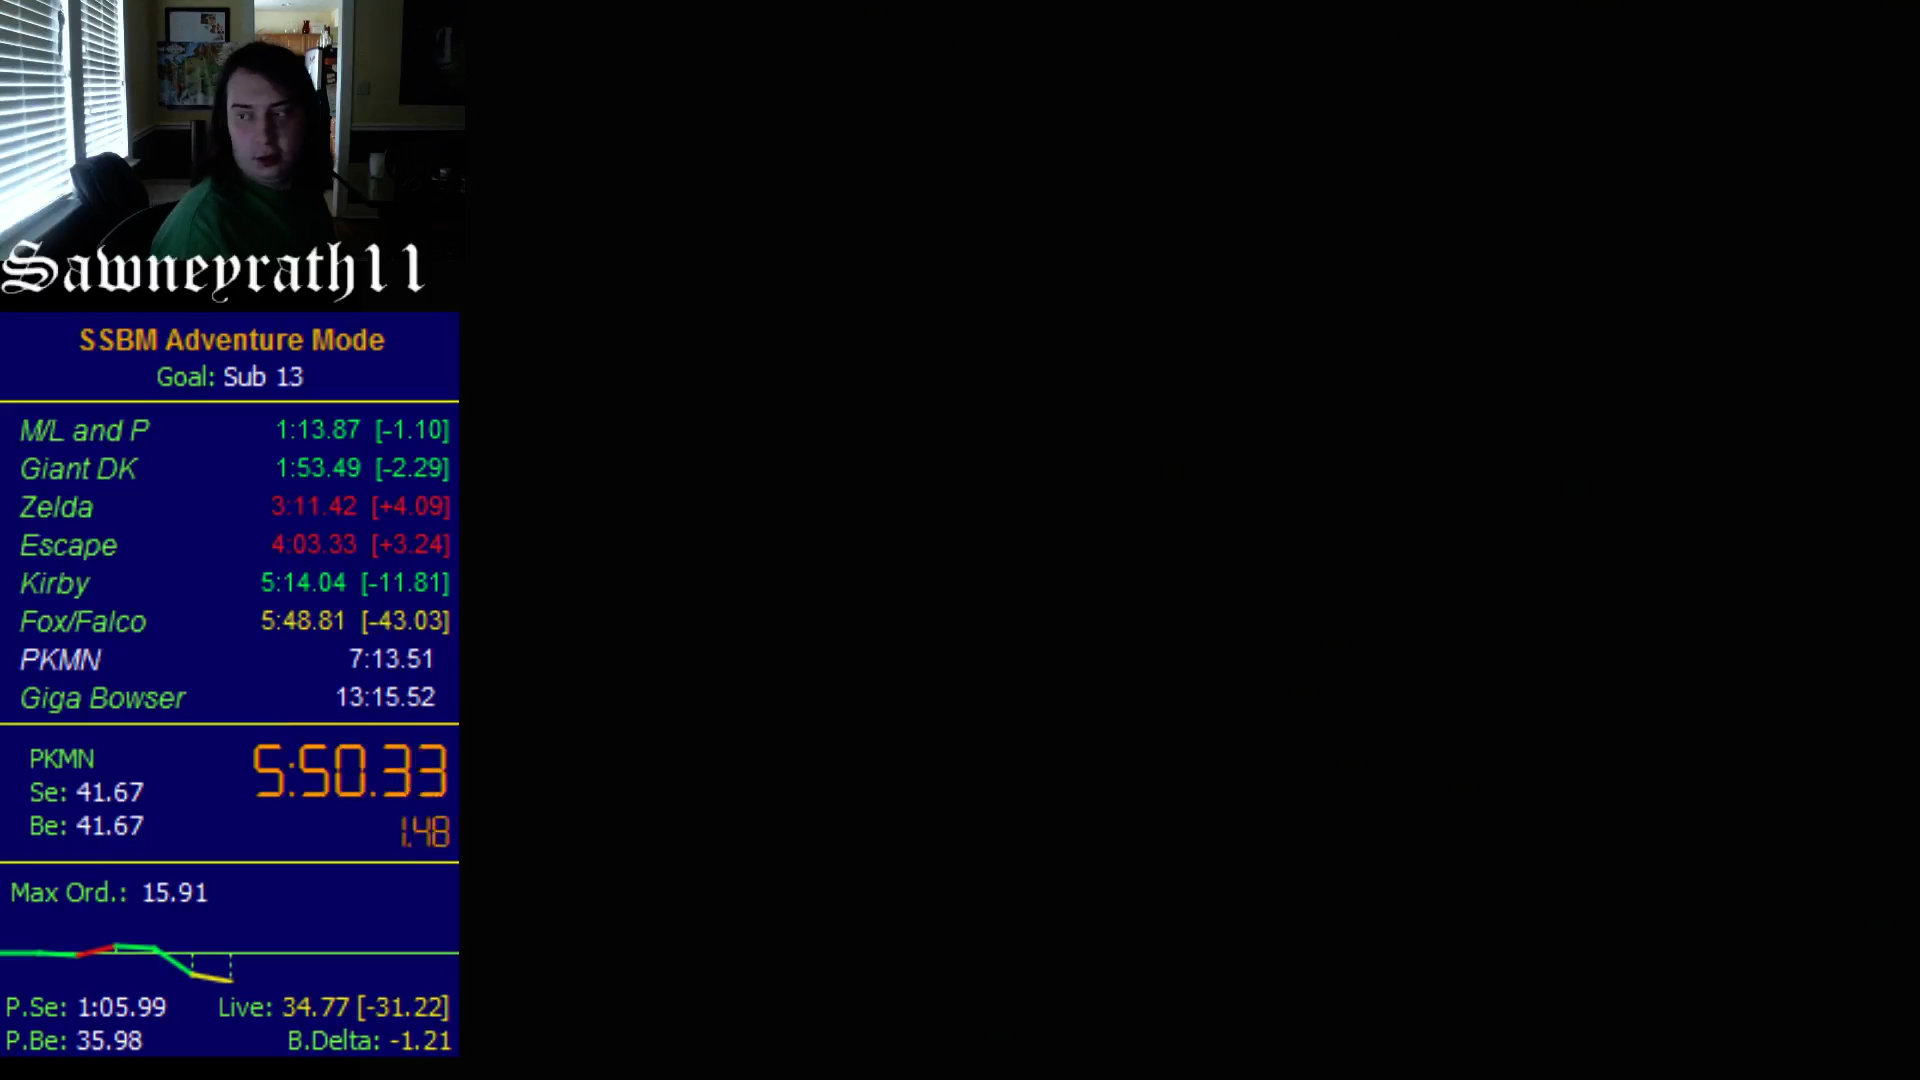 Sawneyrath11
SSBM Adventure Mode
Goal: Sub 13
M/L and P 1:13.87 [-1.10]
Giant DK 1:53.49 [-2.29]
Zelda 3:11.42 [+4.09]
Escape 4:03.33 [+3.24]
Kirby 5:14.04 [-11.81]
Fox/Falco 5:48.81 [-43.03]
PKMN 7:13.51
Giga Bowser 13:15.52
PKMN 5:50.33
Se: 41.67
Be: 41.67 1.48
Max Ord.: 15.91
P.Se: 1:05.99 Live: 34.77 [-31.22]
P.Be: 35.98 B.Delta: -1.21